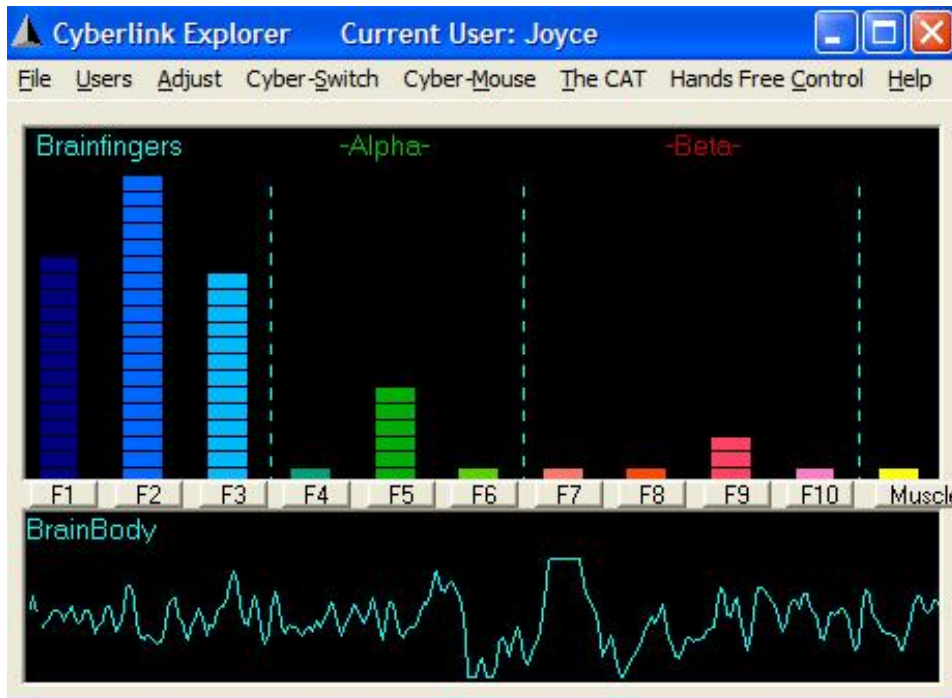 Cyberlink Explorer Current User: Joyce
File Users Adjust Cyber-Switch Cyber-Mouse The CAT Hands Free Control Help
Brainfingers -Alpha- -Beta-
F1 F2 F3 F4 F5 F6 F7 F8 F9 F10 Muscle
BrainBody